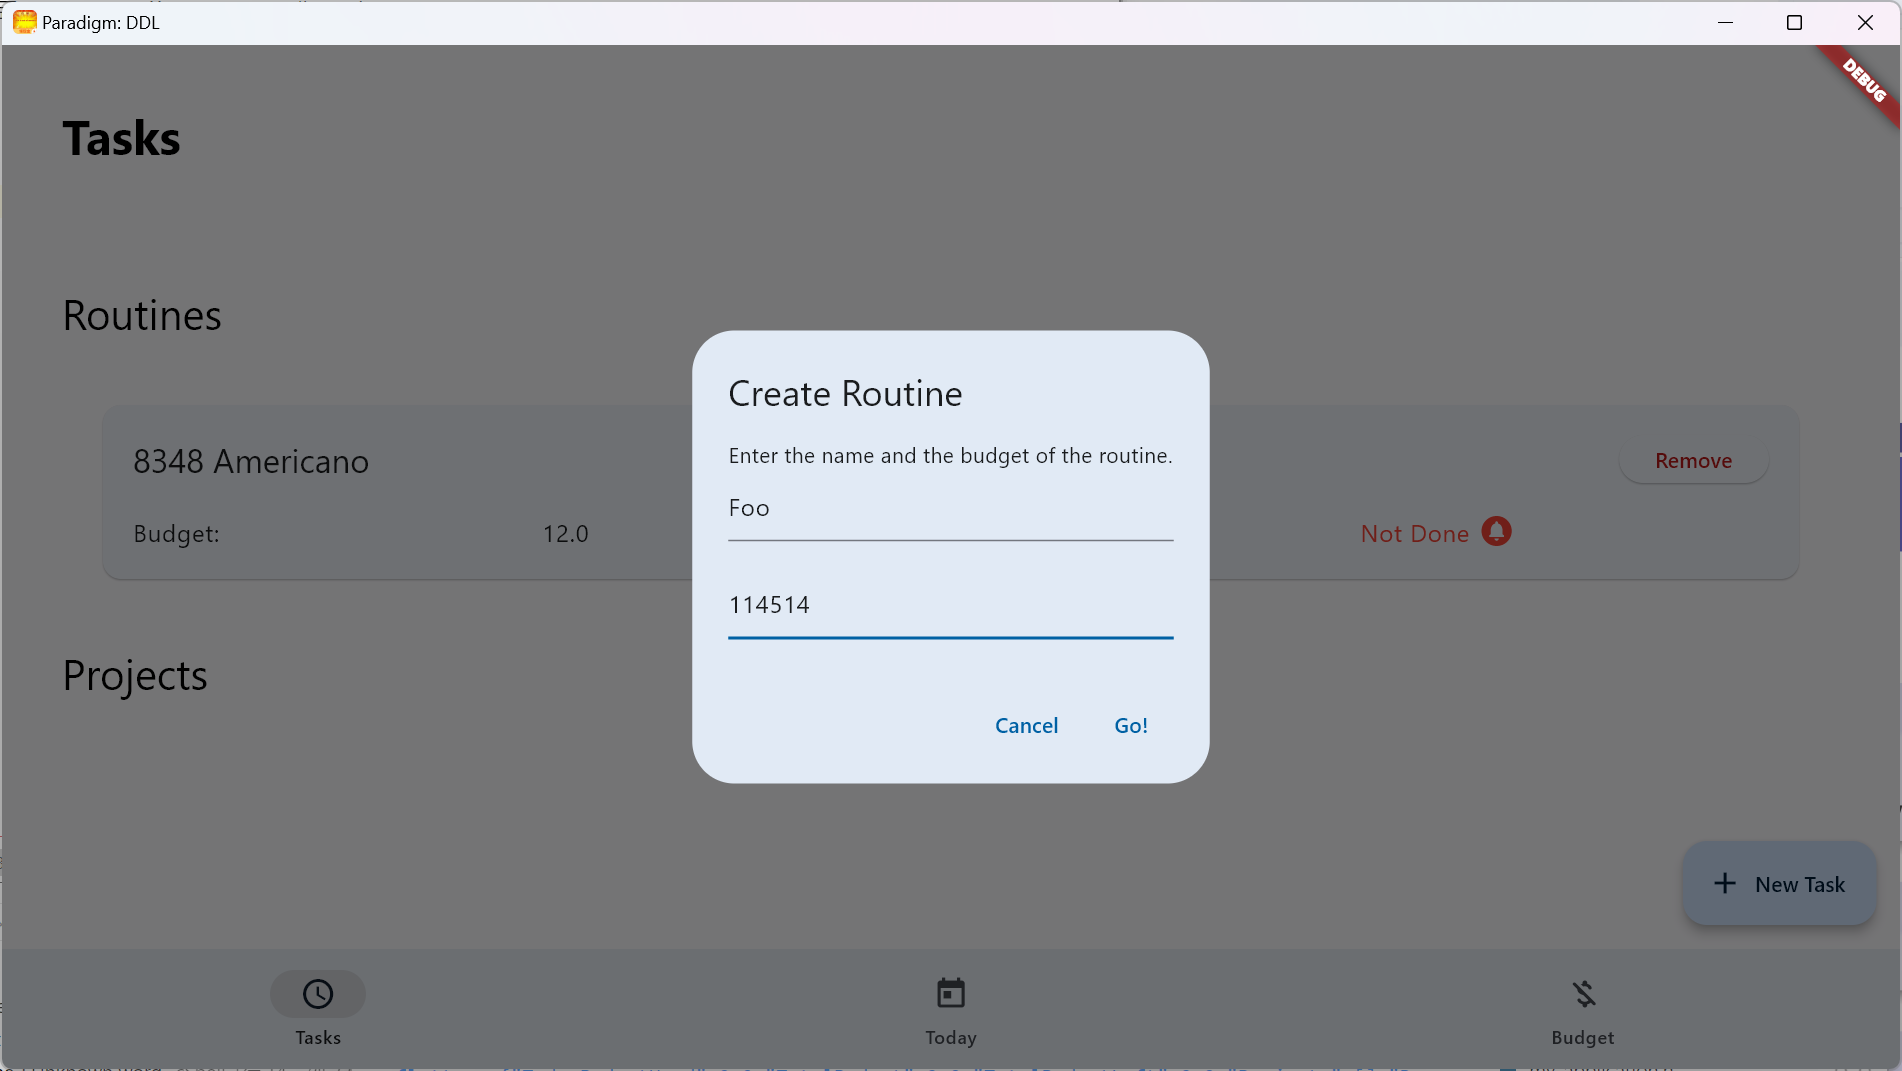 Paradigm: DDL
DEBUG
Tasks
Routines
8348 Americano
Remove
Budget:
12.0
Not Done
Create Routine
Enter the name and the budget of the routine.
Foo
114514
Cancel
Go!
Projects
New Task
Tasks
Today
Budget